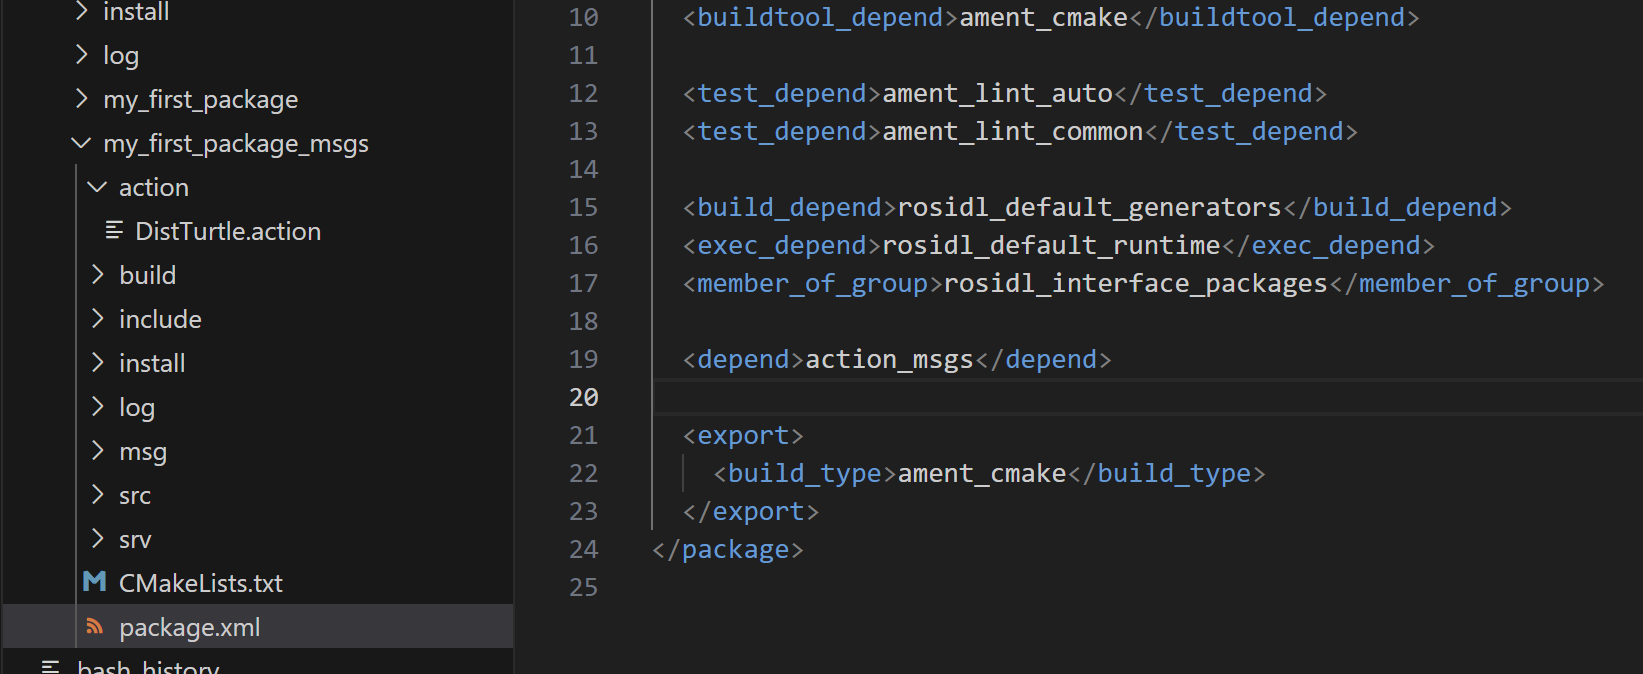 install
log
my_first_package
my_first_package_msgs
action
DistTurtle.action
build
include
install
log
msg
src
srv
CMakeLists.txt
package.xml
bash_history
10 <buildtool_depend>ament_cmake</buildtool_depend>
11
12 <test_depend>ament_lint_auto</test_depend>
13 <test_depend>ament_lint_common</test_depend>
14
15 <build_depend>rosidl_default_generators</build_depend>
16 <exec_depend>rosidl_default_runtime</exec_depend>
17 <member_of_group>rosidl_interface_packages</member_of_group>
18
19 <depend>action_msgs</depend>
20
21 <export>
22 <build_type>ament_cmake</build_type>
23 </export>
24 </package>
25